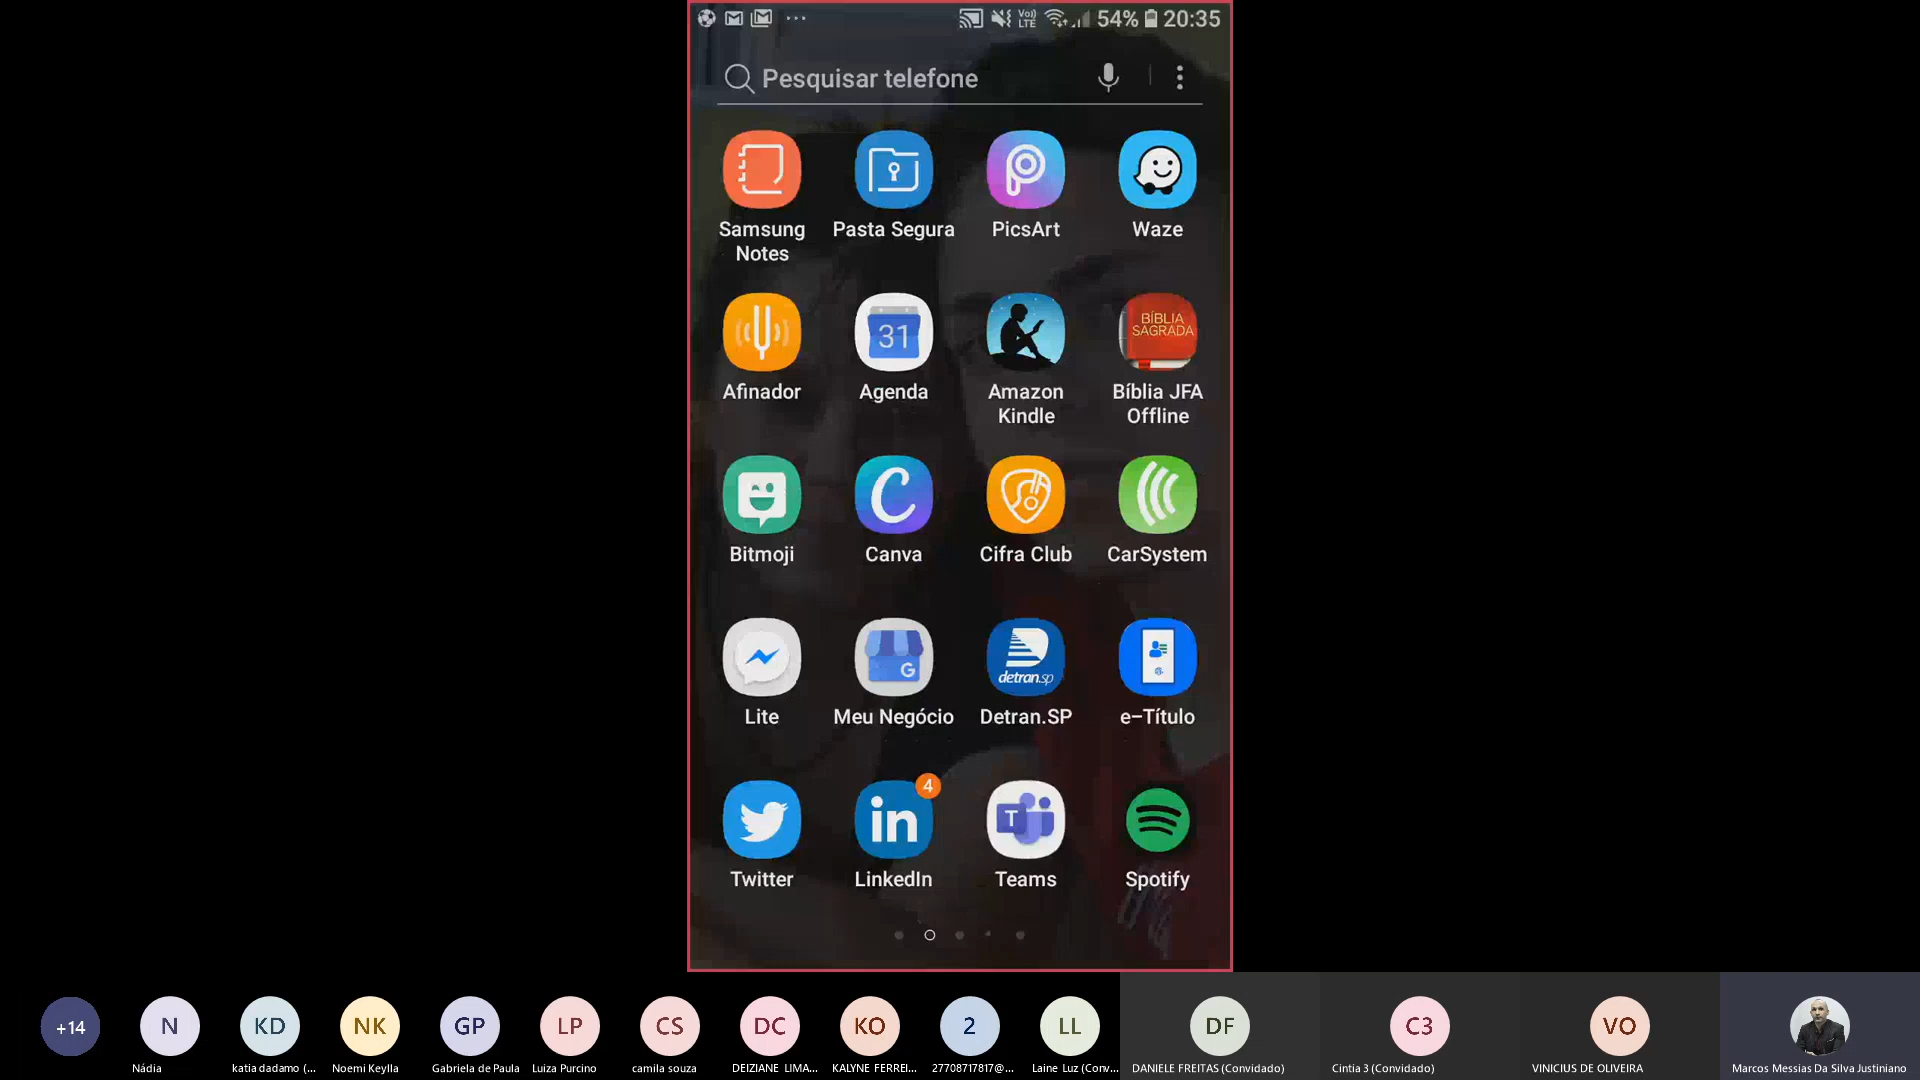 54% 20:35
Pesquisar telefone
Samsung Notes
Pasta Segura
PicsArt
Waze
31
BÍBLIA SAGRADA
Afinador
Agenda
Amazon Kindle
Bíblia JFA Offline
Bitmoji
Canva
Cifra Club
CarSystem
G
detran.sp
Lite
Meu Negócio
Detran.SP
e-Título
4
in
T
Twitter
LinkedIn
Teams
Spotify
+14
N
KD
NK
GP
LP
CS
DC
KO
2
LL
DF
C3
VO
Nádia
katia dadamo (...
Noemi Keylla
Gabriela de Paula
Luiza Purcino
camila souza
DEIZIANE LIMA...
KALYNE FERREI...
27708717817@...
Laine Luz (Conv...
DANIELE FREITAS (Convidado)
Cintia 3 (Convidado)
VINICIUS DE OLIVEIRA
Marcos Messias Da Silva Justiniano